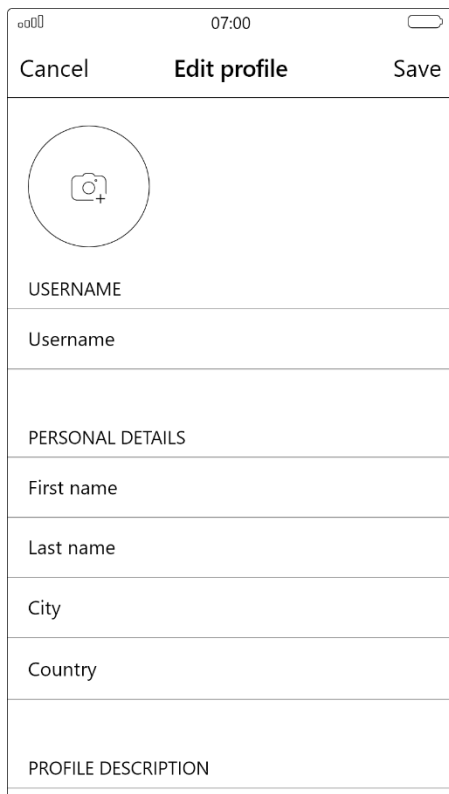 07:00
Cancel Edit profile Save
USERNAME
Username
PERSONAL DETAILS
First name
Last name
City
Country
PROFILE DESCRIPTION